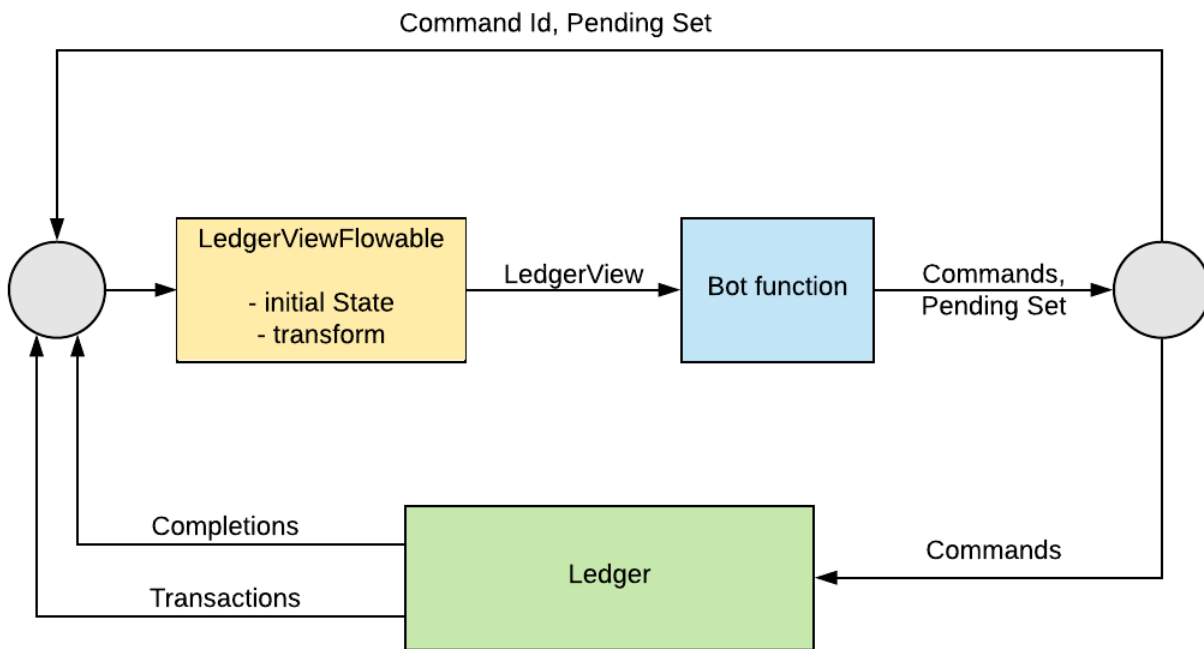 Command Id, Pending Set
LedgerViewFlowable
- initial State
- transform
LedgerView
Bot function
Commands,
Pending Set
Completions
Transactions
Ledger
Commands